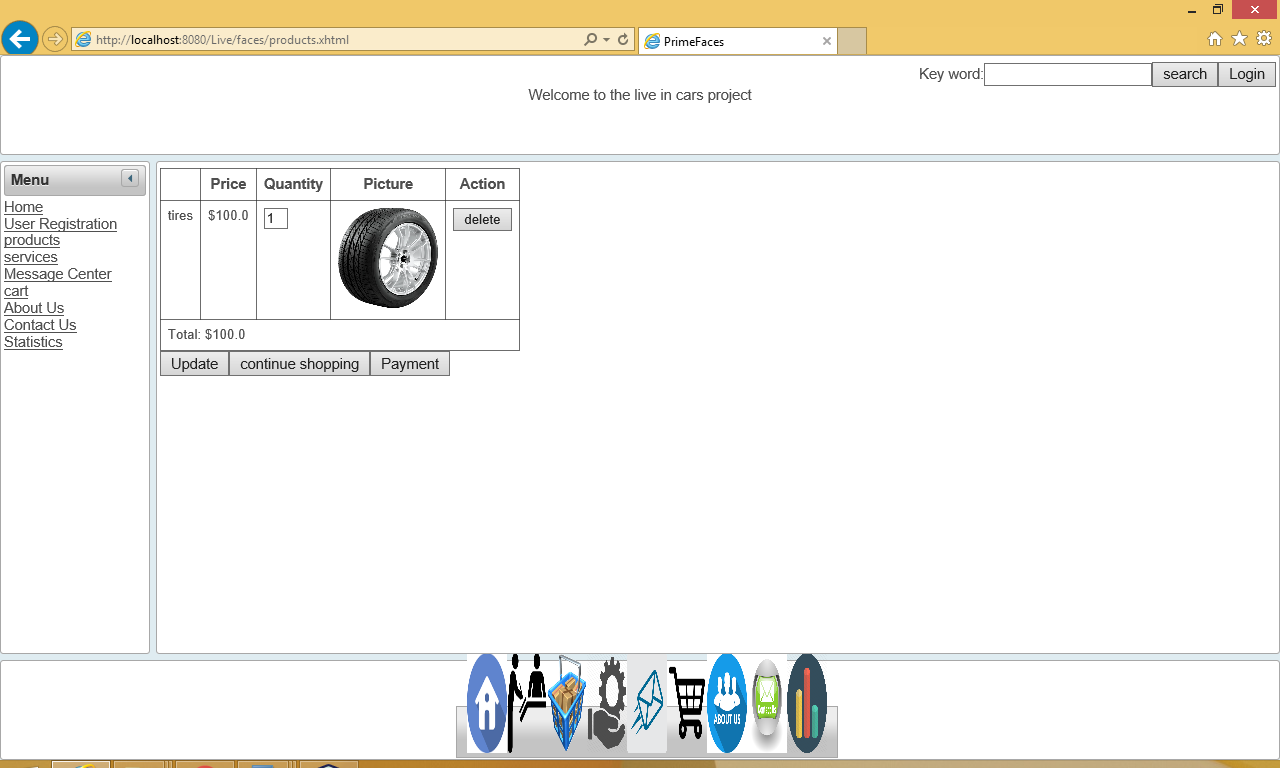 http://localhost:8080/Live/faces/products.xhtml
PrimeFaces
Key word: search Login
Welcome to the live in cars project
Menu
Home
User Registration
products
services
Message Center
cart
About Us
Contact Us
Statistics
Price Quantity Picture Action
tires $100.0 1 delete
Total: $100.0
Update continue shopping Payment
ABOUT US
Contact Us